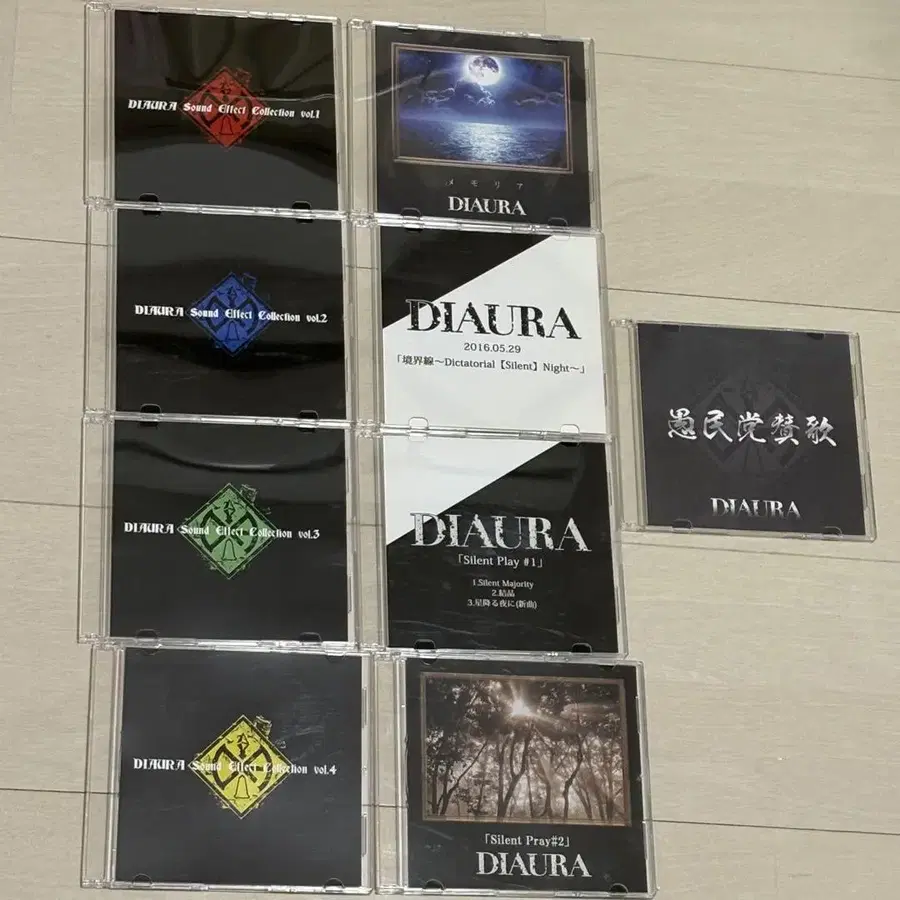 DIAURA Sound Effect Collection vol.1
DIAURA Sound Effect Collection vol.2
DIAURA Sound Effect Collection vol.3
DIAURA Sound Effect Collection vol.4
メモリア
DIAURA
DIAURA
2016.05.29
「境界線～Dictatorial【Silent】Night～」
DIAURA
「Silent Play #1」
1.Silent Majority
2.結晶
3.星降る夜に(新曲)
「Silent Pray#2」
DIAURA
愚民党賛歌
DIAURA